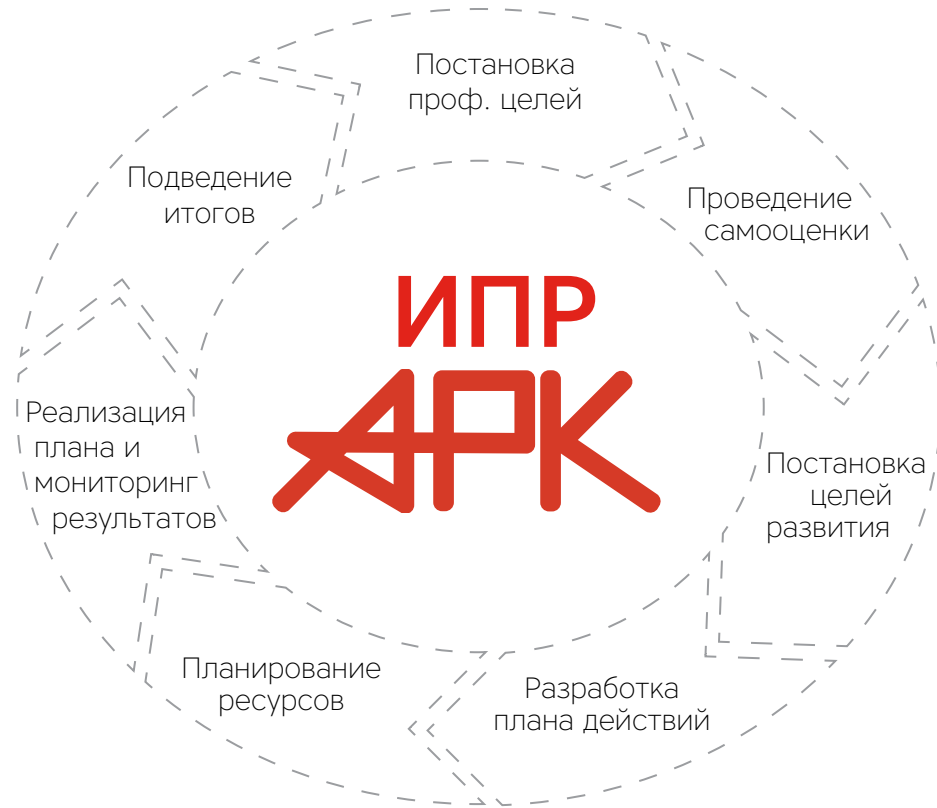 Постановка
проф. целей
Проведение
самооценки
Постановка
целей
развития
Разработка
плана действий
Планирование
ресурсов
Реализация
плана и
мониторинг
результатов
Подведение
итогов
ИПР
АРК